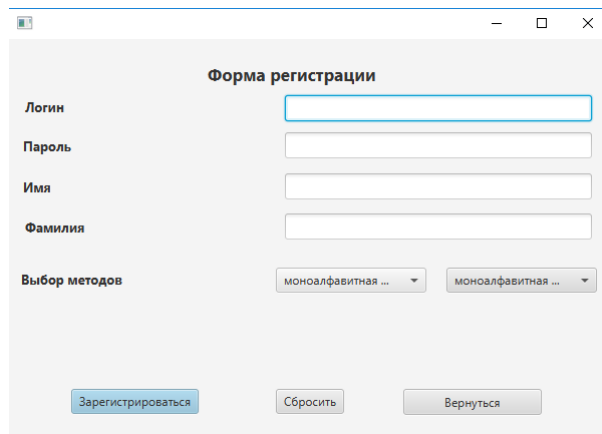 Форма регистрации
Логин
Пароль
Имя
Фамилия
Выбор методов моноалфавитная ... моноалфавитная ...
Зарегистрироваться Сбросить Вернуться